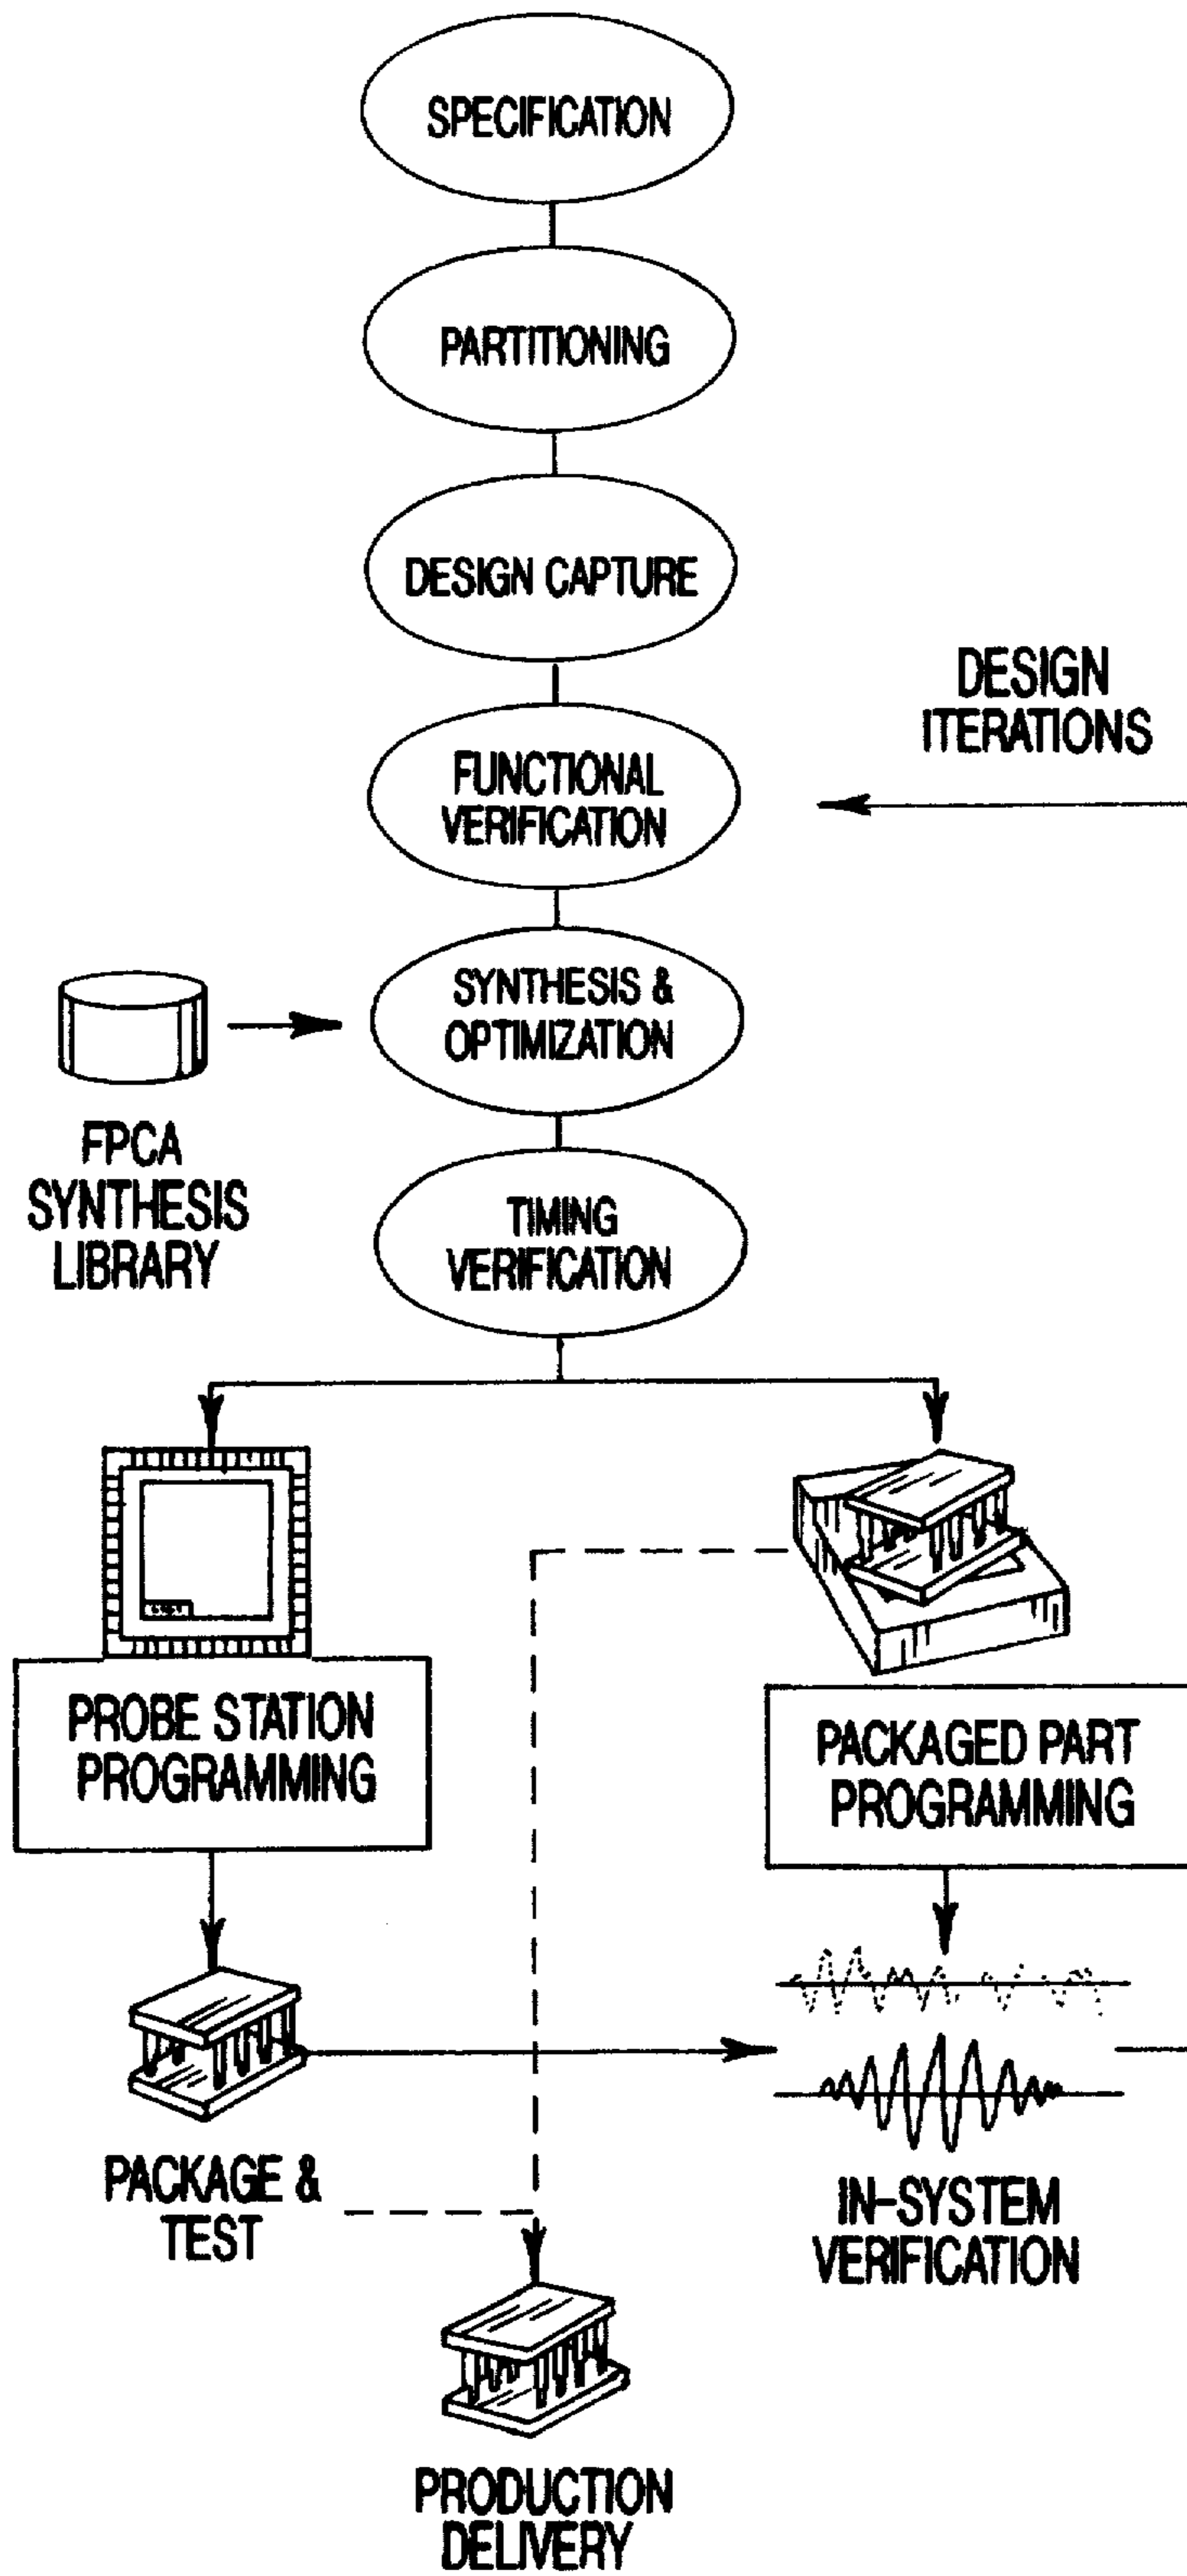 SPECIFICATION
PARTITIONING
DESIGN CAPTURE
DESIGN
ITERATIONS
FUNCTIONAL
VERIFICATION
SYNTHESIS &
OPTIMIZATION
FPCA
SYNTHESIS
LIBRARY
TIMING
VERIFICATION
PROBE STATION
PROGRAMMING
PACKAGED PART
PROGRAMMING
PACKAGE &
TEST
IN-SYSTEM
VERIFICATION
PRODUCTION
DELIVERY